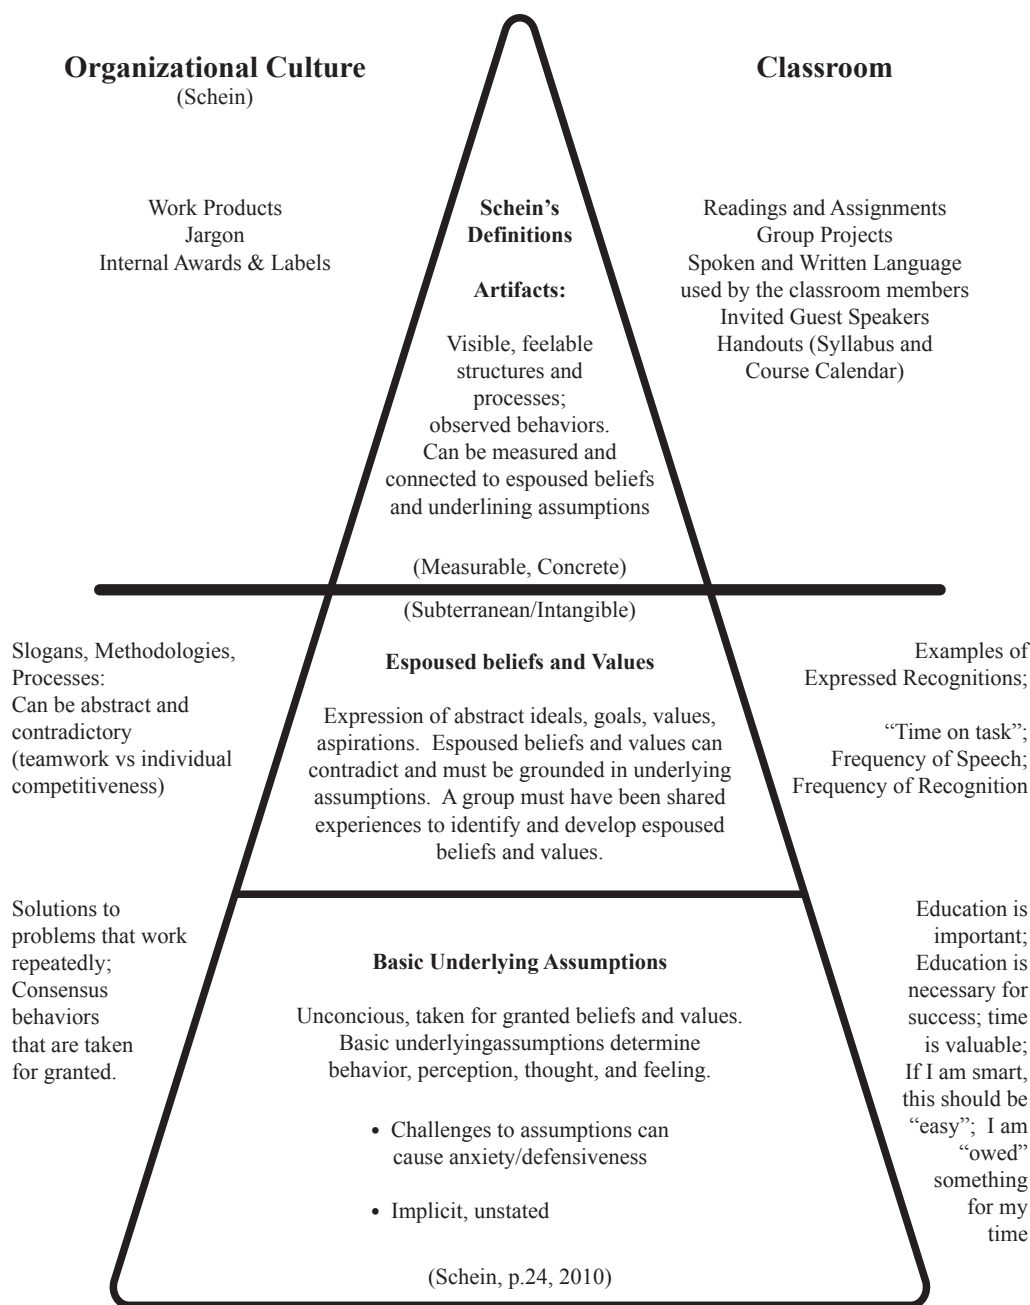 Organizational Culture
(Schein)
Classroom
Work Products
Jargon
Internal Awards & Labels
Schein’s
Definitions
Artifacts:
Visible, feelable
structures and
processes;
observed behaviors.
Can be measured and
connected to espoused beliefs
and underlining assumptions
(Measurable, Concrete)
Readings and Assignments
Group Projects
Spoken and Written Language
used by the classroom members
Invited Guest Speakers
Handouts (Syllabus and
Course Calendar)
(Subterranean/Intangible)
Slogans, Methodologies,
Processes:
Can be abstract and
contradictory
(teamwork vs individual
competitiveness)
Espoused beliefs and Values
Expression of abstract ideals, goals, values,
aspirations.  Espoused beliefs and values can
contradict and must be grounded in underlying
assumptions.  A group must have been shared
experiences to identify and develop espoused
beliefs and values.
Examples of
Expressed Recognitions;
“Time on task”;
Frequency of Speech;
Frequency of Recognition
Solutions to
problems that work
repeatedly;
Consensus
behaviors
that are taken
for granted.
Basic Underlying Assumptions
Unconcious, taken for granted beliefs and values.
Basic underlyingassumptions determine
behavior, perception, thought, and feeling.
• Challenges to assumptions can
cause anxiety/defensiveness
• Implicit, unstated
(Schein, p.24, 2010)
Education is
important;
Education is
necessary for
success; time
is valuable;
If I am smart,
this should be
“easy”;  I am
“owed”
something
for my
time